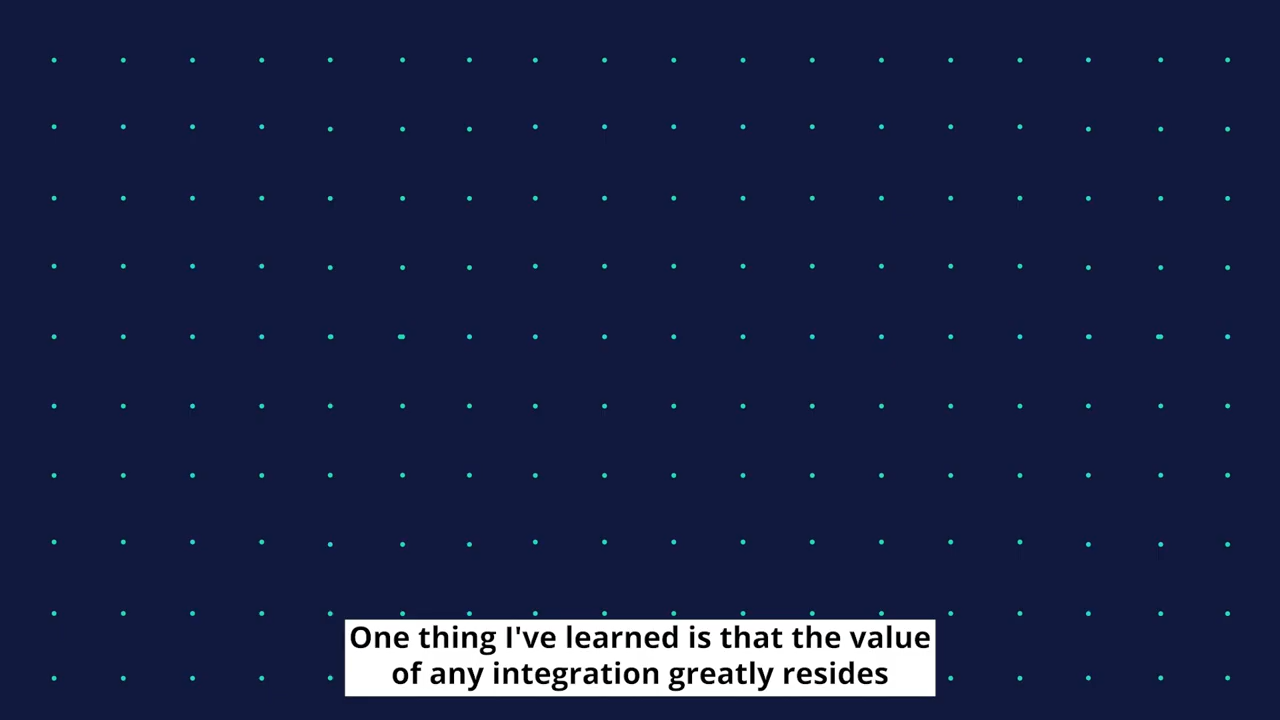 One thing I've learned is that the value
of any integration greatly resides